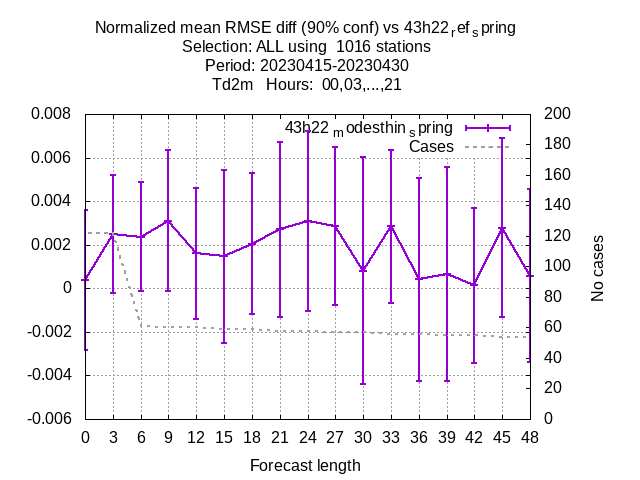 Normalized mean RMSE diff (90% conf) vs 43h22refspring
Selection: ALL using 1016 stations
Period: 20230415-20230430
Td2m Hours: 00,03,...,21
43h22modesthinspring
Cases
0.008
0.006
0.004
0.002
0
-0.002
-0.004
-0.006
200
180
160
140
120
100
80
60
40
20
0
No cases
0 3 6 9 12 15 18 21 24 27 30 33 36 39 42 45 48
Forecast length